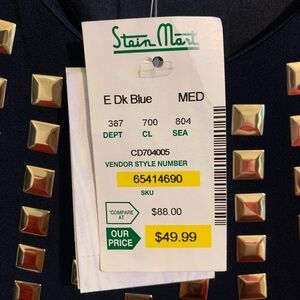 Stein Mart
E Dk Blue MED
387 700 804
DEPT CL SEA
CD704005
VENDOR STYLE NUMBER
65414690
SKU
"COMPARE AT $88.00
OUR PRICE $49.99